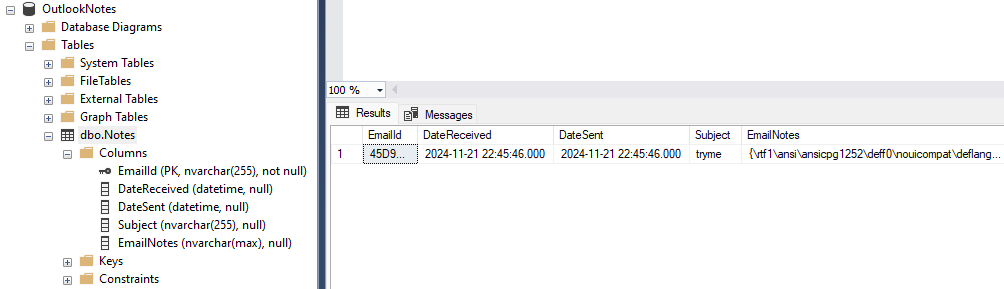 OutlookNotes
Database Diagrams
Tables
System Tables
FileTables
External Tables
Graph Tables
dbo.Notes
Columns
EmailId (PK, nvarchar(255), not null)
DateReceived (datetime, null)
DateSent (datetime, null)
Subject (nvarchar(255), null)
EmailNotes (nvarchar(max), null)
Keys
Constraints
100 %
Results Messages
EmailId DateReceived DateSent Subject EmailNotes
1 45D9... 2024-11-21 22:45:46.000 2024-11-21 22:45:46.000 tryme {\rtf1\ansi\ansicpg1252\deff0\nouicompat\deflang...